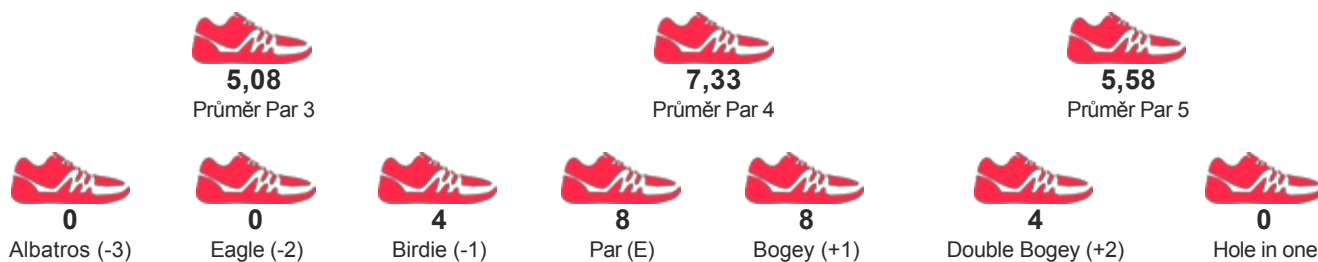 5,08 7,33 5,58
Průměr Par 3 Průměr Par 4 Průměr Par 5
0 0 4 8 8 4 0
Albatros (-3) Eagle (-2) Birdie (-1) Par (E) Bogey (+1) Double Bogey (+2) Hole in one